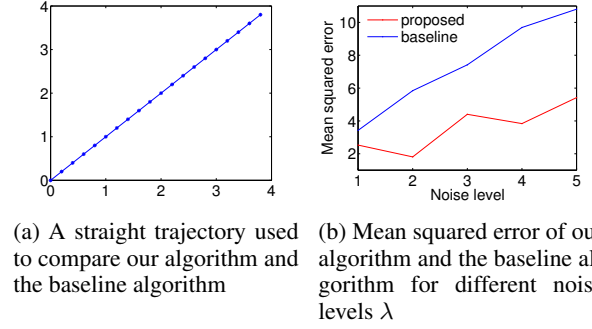 4
3
2
1
0
0 1 2 3 4
10
8
6
4
2
1 2 3 4 5
Mean squared error
Noise level
proposed
baseline
(a) A straight trajectory used
to compare our algorithm and
the baseline algorithm
(b) Mean squared error of ou
algorithm and the baseline al
gorithm for different nois
levels λ